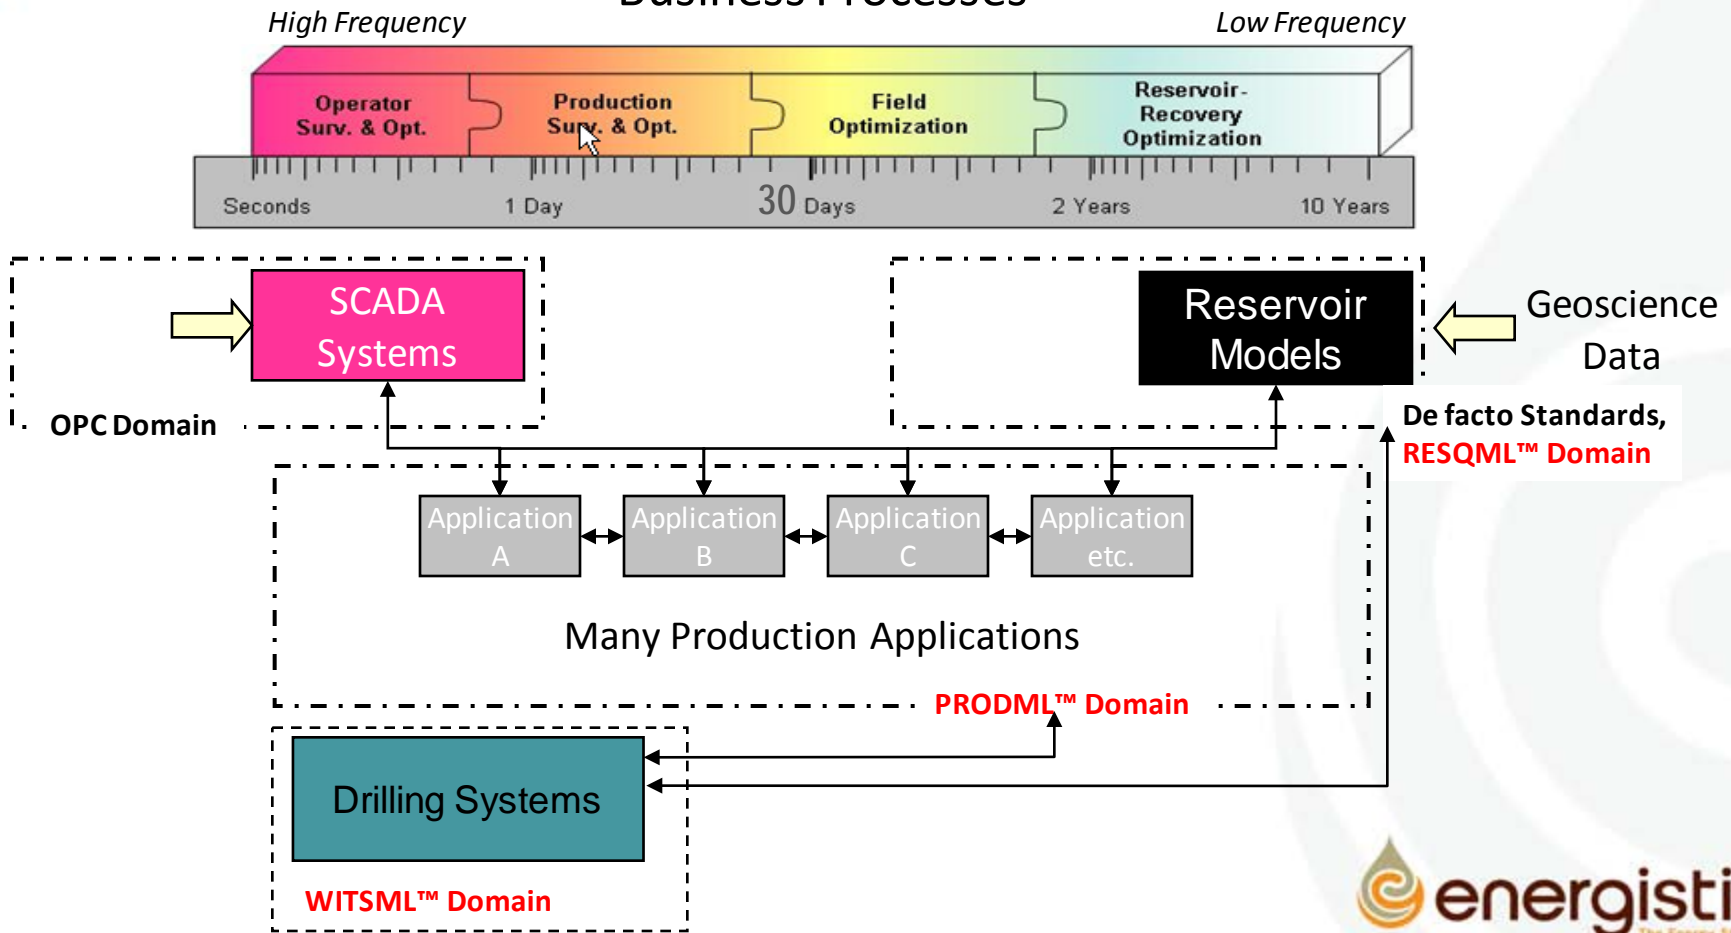 Business Processes
High Frequency
Low Frequency
Operator
Surv. & Opt.
Production
Surv. & Opt.
Field
Optimization
Reservoir-
Recovery
Optimization
Seconds
1 Day
30 Days
2 Years
10 Years
SCADA
Systems
Reservoir
Models
Geoscience
Data
OPC Domain
De facto Standards,
RESQML™ Domain
Application
A
Application
B
Application
C
Application
etc.
Many Production Applications
PRODML™ Domain
Drilling Systems
WITSML™ Domain
energisti